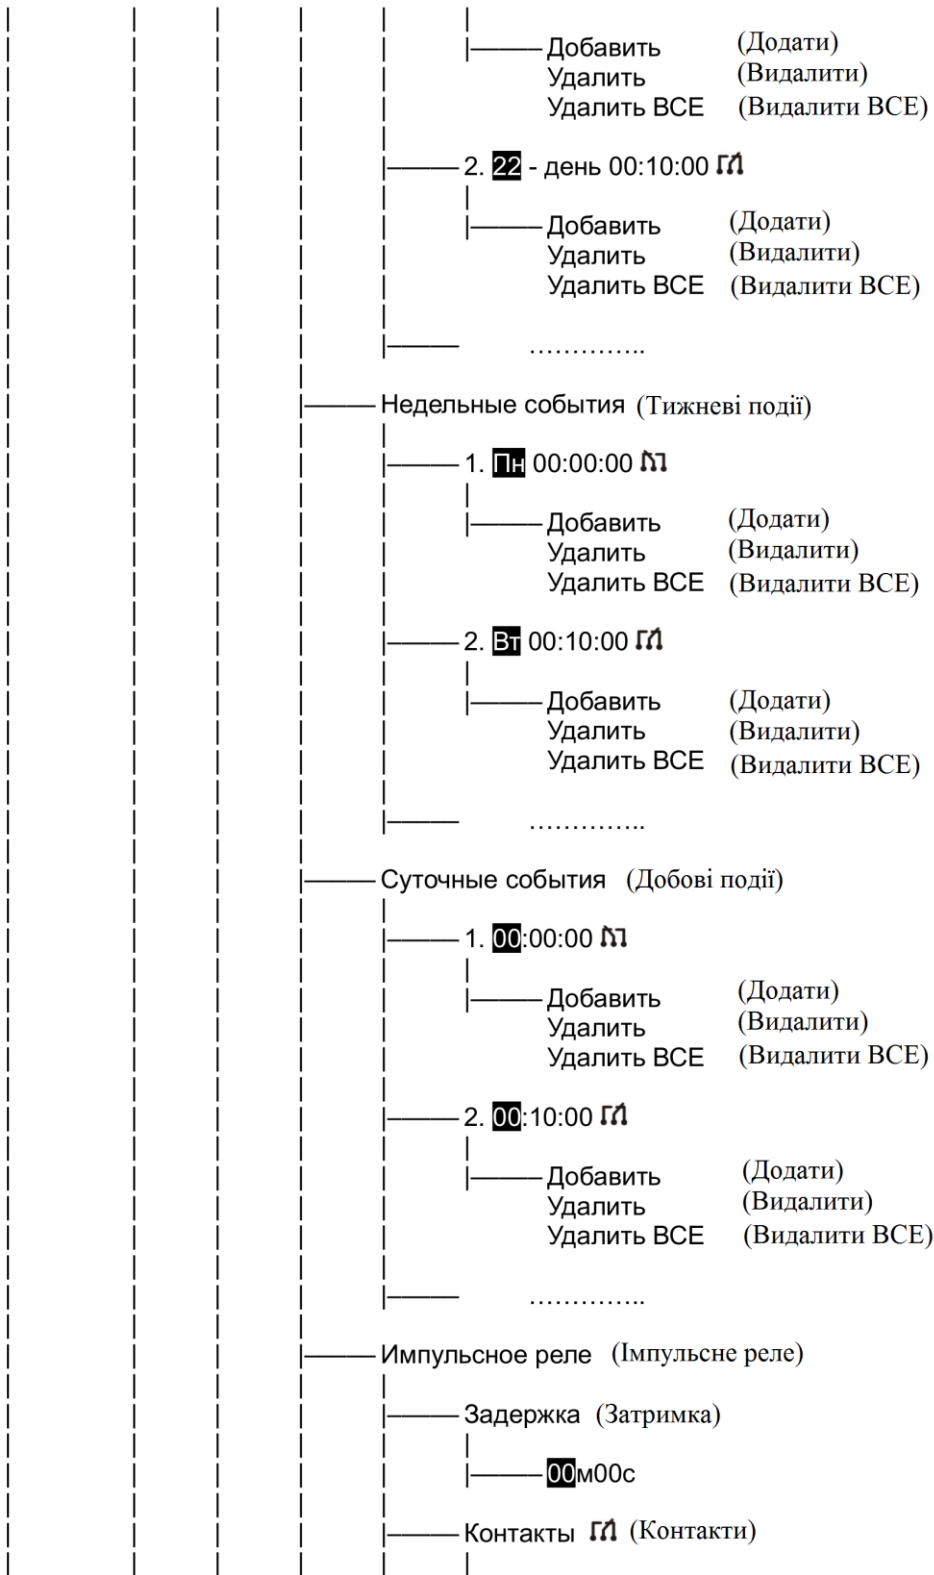 Добавить (Додати)
Удалить (Видалити)
Удалить ВСЕ (Видалити ВСЕ)
2. 22 - день 00:10:00
Добавить (Додати)
Удалить (Видалити)
Удалить ВСЕ (Видалити ВСЕ)
…………..
Недельные события (Тижневі події)
1. Пн 00:00:00
Добавить (Додати)
Удалить (Видалити)
Удалить ВСЕ (Видалити ВСЕ)
2. Вт 00:10:00
Добавить (Додати)
Удалить (Видалити)
Удалить ВСЕ (Видалити ВСЕ)
…………..
Суточные события (Добові події)
1. 00:00:00
Добавить (Додати)
Удалить (Видалити)
Удалить ВСЕ (Видалити ВСЕ)
2. 00:10:00
Добавить (Додати)
Удалить (Видалити)
Удалить ВСЕ (Видалити ВСЕ)
…………..
Импульсное реле (Імпульсне реле)
Задержка (Затримка)
00м00с
Контакты (Контакти)